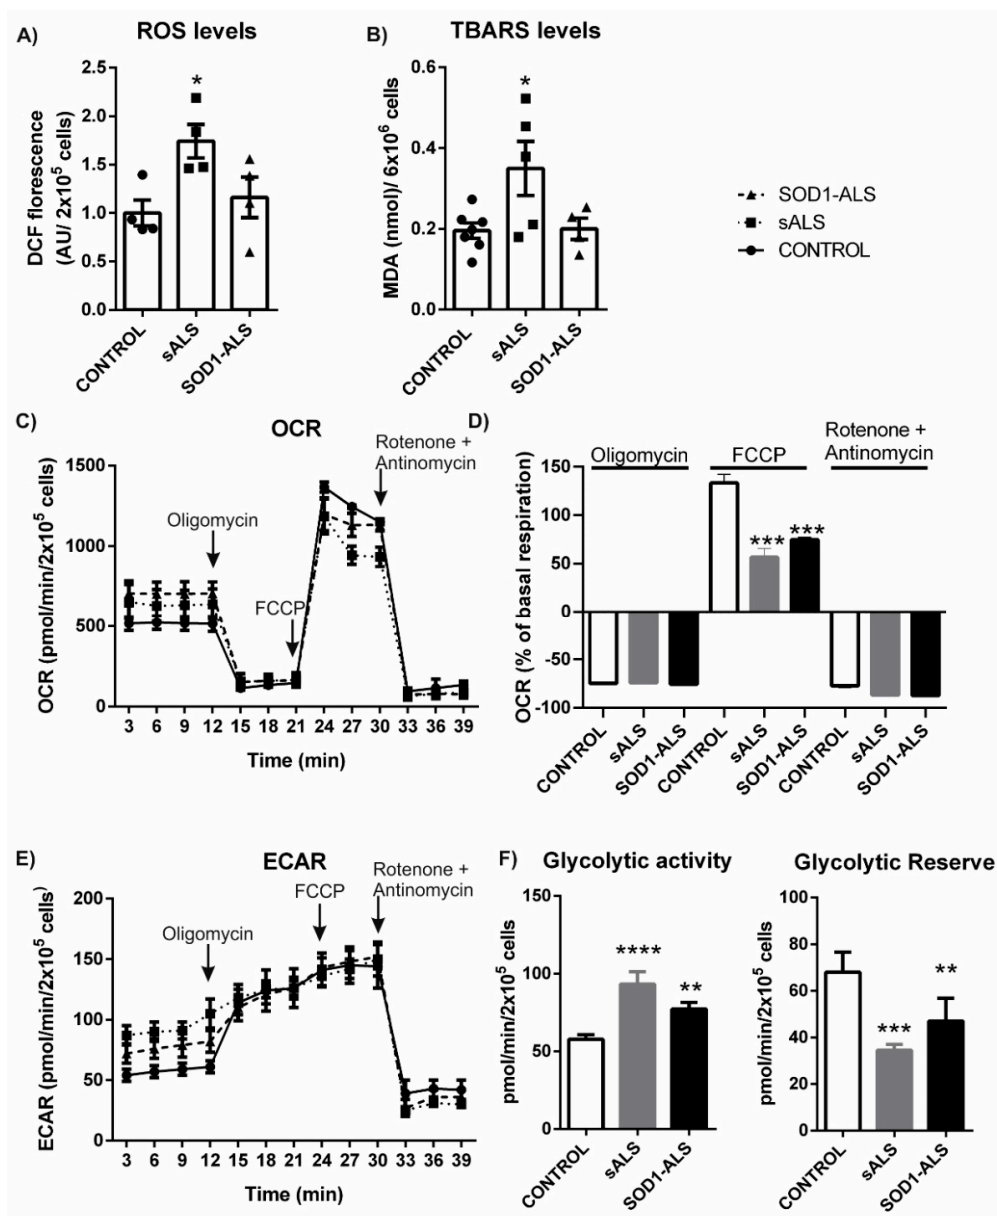 A)
ROS levels
DCF florescence
(AU/ 2x10⁵ cells)
2.5
2.0
1.5
1.0
0.5
0.0
*
CONTROL
sALS
SOD1-ALS
B)
TBARS levels
MDA (nmol)/ 6x10⁶ cells
0.6
0.4
0.2
0.0
*
CONTROL
sALS
SOD1-ALS
SOD1-ALS
sALS
CONTROL
C)
OCR
OCR (pmol/min/2x10⁵ cells)
1500
1000
500
0
Oligomycin
FCCP
Rotenone +
Antinomycin
3 6 9 12 15 18 21 24 27 30 33 36 39
Time (min)
D)
OCR (% of basal respiration)
150
100
50
0
-50
-100
Oligomycin
FCCP
Rotenone +
Antinomycin
***
***
CONTROL
sALS
SOD1-ALS
CONTROL
sALS
SOD1-ALS
CONTROL
sALS
SOD1-ALS
E)
ECAR
ECAR (pmol/min/2x10⁵ cells)
200
150
100
50
0
Oligomycin
FCCP
Rotenone +
Antinomycin
3 6 9 12 15 18 21 24 27 30 33 36 39
Time (min)
F)
Glycolytic activity
pmol/min/2x10⁵ cells
150
100
50
0
****
**
CONTROL
sALS
SOD1-ALS
Glycolytic Reserve
pmol/min/2x10⁵ cells
100
80
60
40
20
0
***
**
CONTROL
sALS
SOD1-ALS